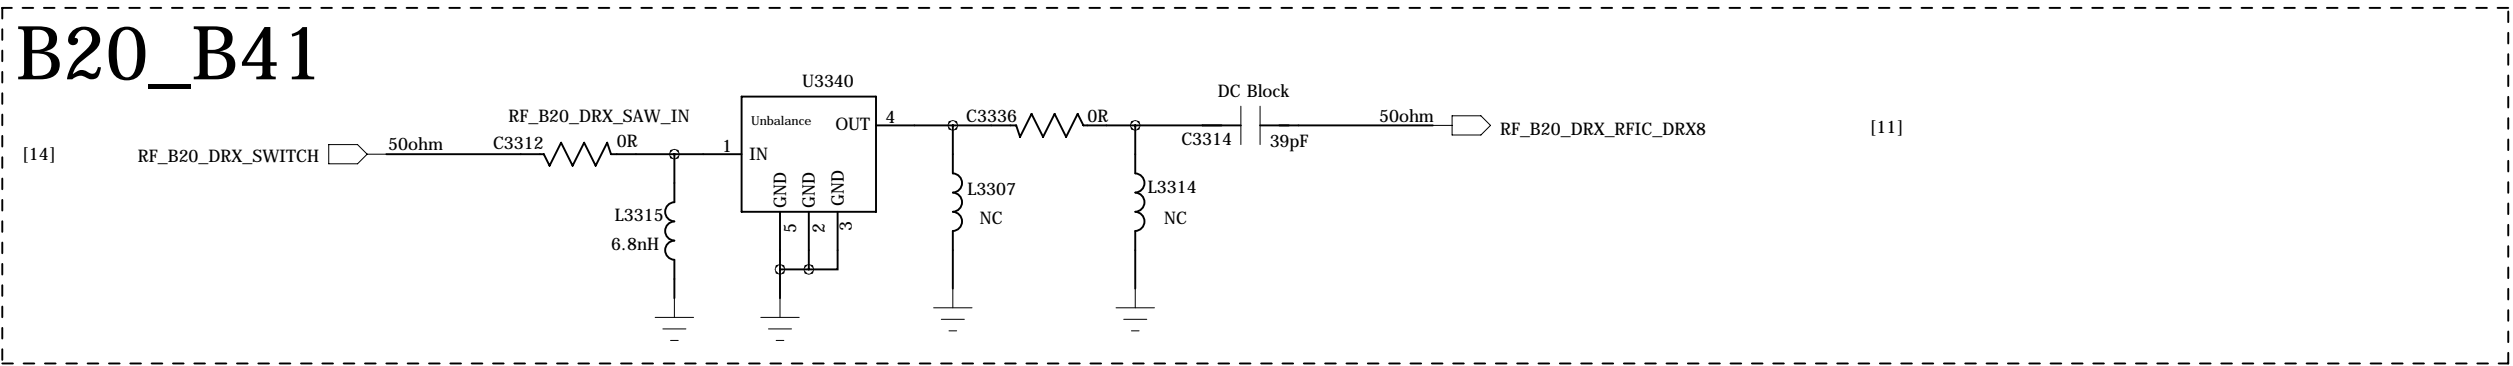 B20_B41
U3340
DC Block
RF_B20_DRX_SAW_IN
Unbalance
OUT
4
C3336
0R
50ohm
RF_B20_DRX_RFIC_DRX8
[11]
[14]
RF_B20_DRX_SWITCH
50ohm
C3312
0R
1
IN
C3314
39pF
GND
GND
GND
L3307
NC
L3314
NC
L3315
6.8nH
5
2
3